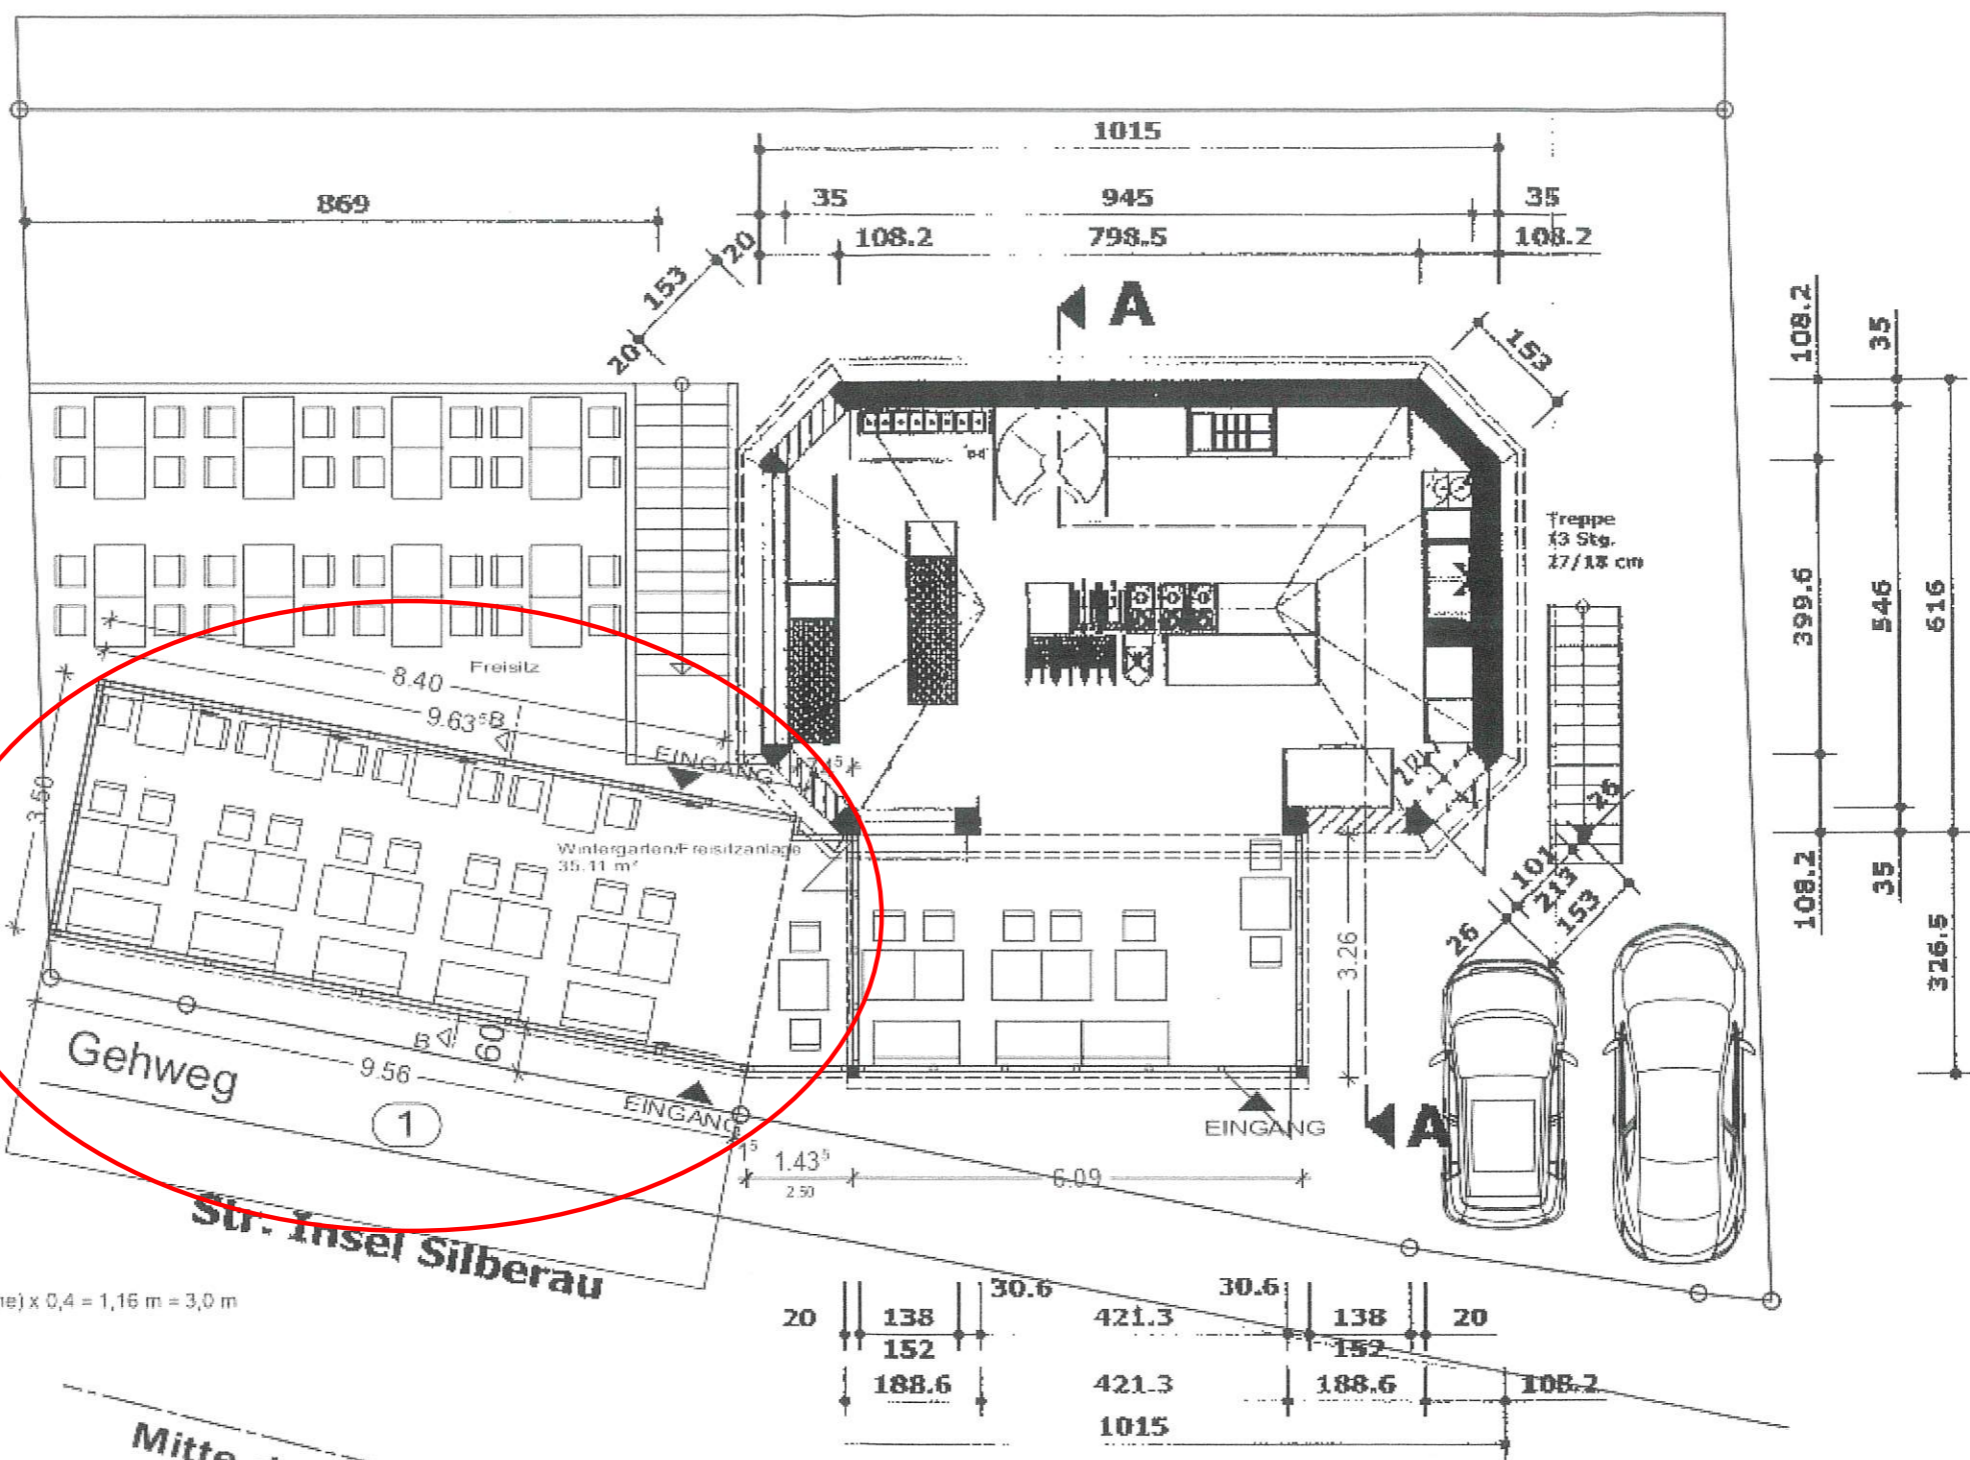 1015
869
35
945
35
108.2
798.5
108.2
20
153
20
A
153
108.2
35
Treppe
13 Stg.
27/18 cm
399.6
546
616
Freisitz
8.40
9.63⁵
B
EINGANG
3.50
Wintergarten/Freisitzanlage
35.11 m²
26
101
213
153
26
108.2
35
326.5
3.26
Gehweg
B
60
9.56
1
EINGANG
EINGANG
A
1.43⁵
2.50
6.09
Str. Insel Silberau
x 0,4 = 1,16 m = 3,0 m
30.6
30.6
20
138
421.3
138
20
152
152
188.6
421.3
188.6
108.2
1015
Mitte